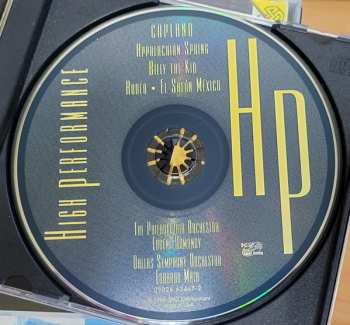 COPLAND
APPALACHIAN SPRING
BILLY THE KID
RODEO • EL SALÓN MÉXICO
HIGH PERFORMANCE
HP
THE PHILADELPHIA ORCHESTRA
EUGENE ORMANDY
DALLAS SYMPHONY ORCHESTRA
EDUARDO MATA